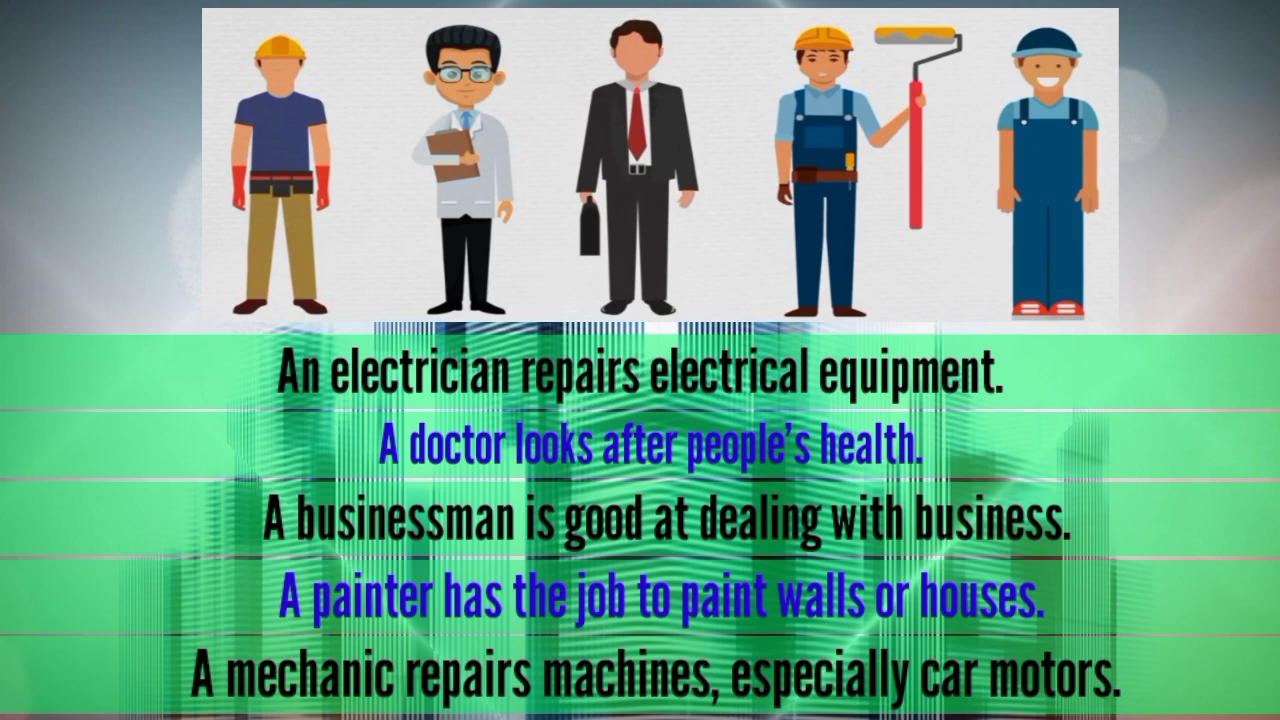 An electrician repairs electrical equipment.
A doctor looks after people’s health.
A businessman is good at dealing with business.
A painter has the job to paint walls or houses.
A mechanic repairs machines, especially car motors.